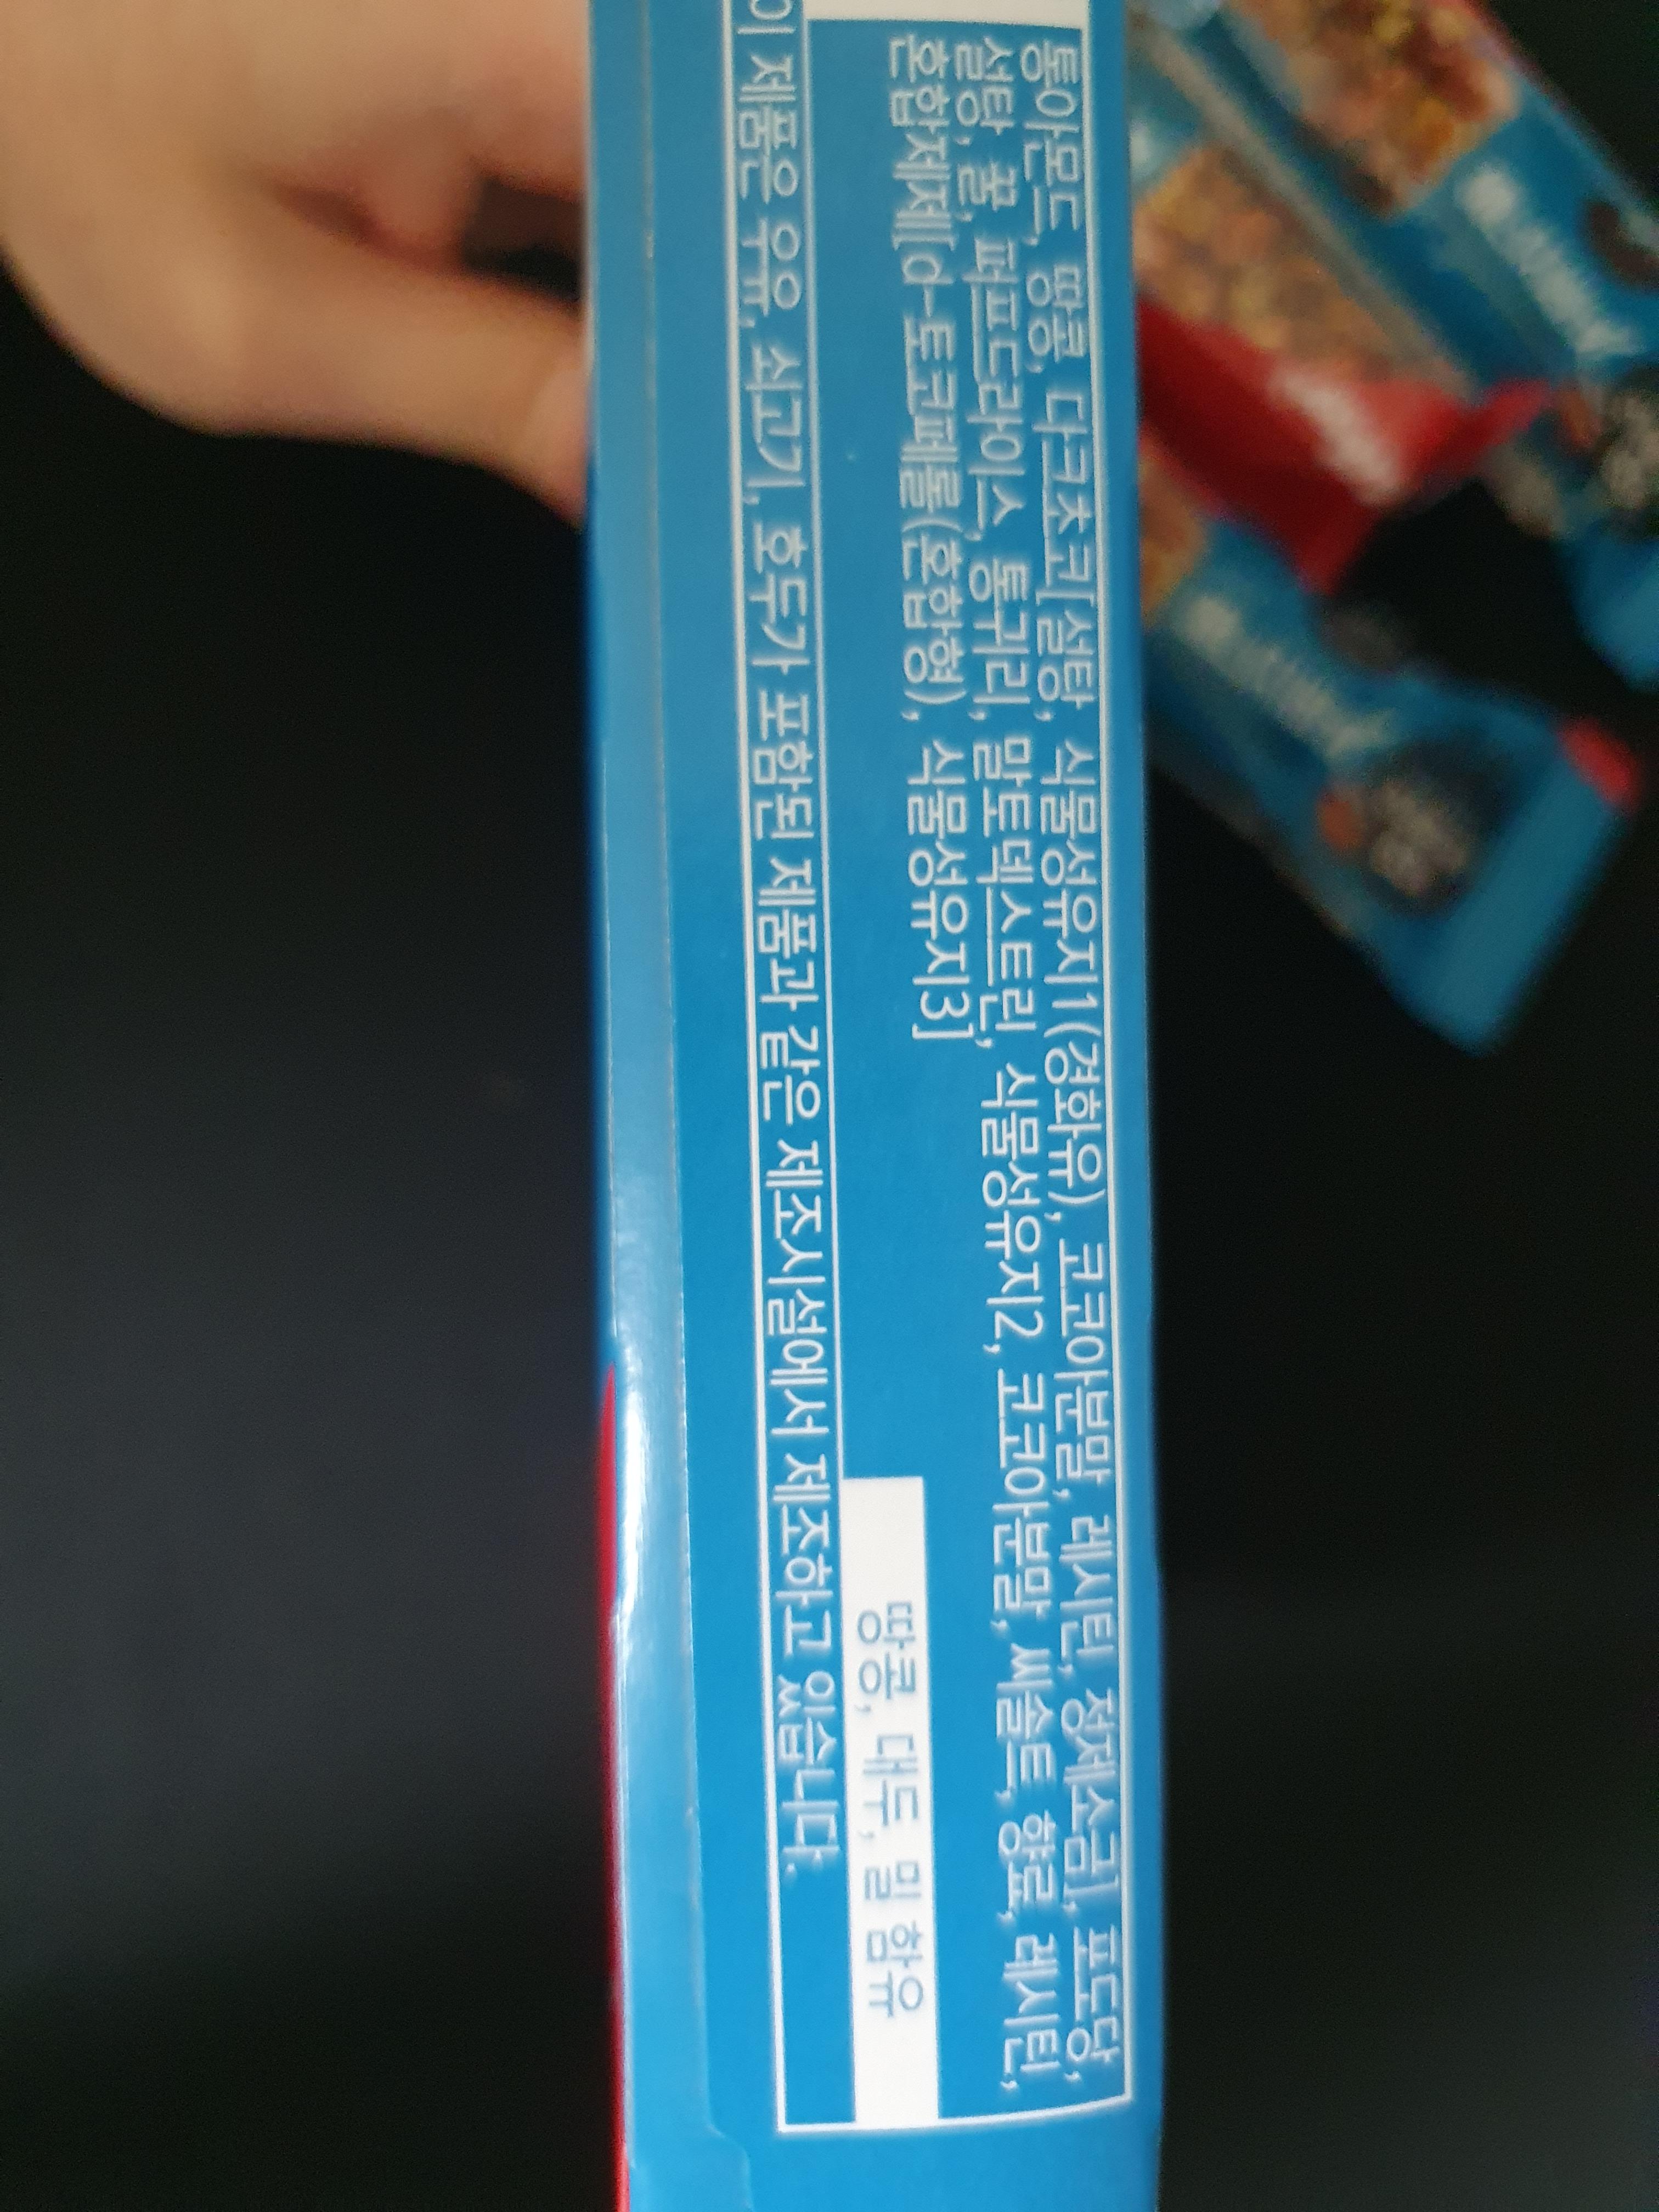 통아몬드, 땅콩, 다크초코[설탕, 식물성유지1(경화유), 코코아분말, 레시틴, 정제소금], 포도당,
설탕, 꿀, 퍼프드라이스, 통귀리, 말토덱스트린, 식물성유지2, 코코아분말, 씨솔트, 향료, 레시틴,
혼합제제[d-토코페롤(혼합형), 식물성유지3]
땅콩, 대두, 밀 함유
이 제품은 우유, 쇠고기, 호두가 포함된 제품과 같은 제조시설에서 제조하고 있습니다.